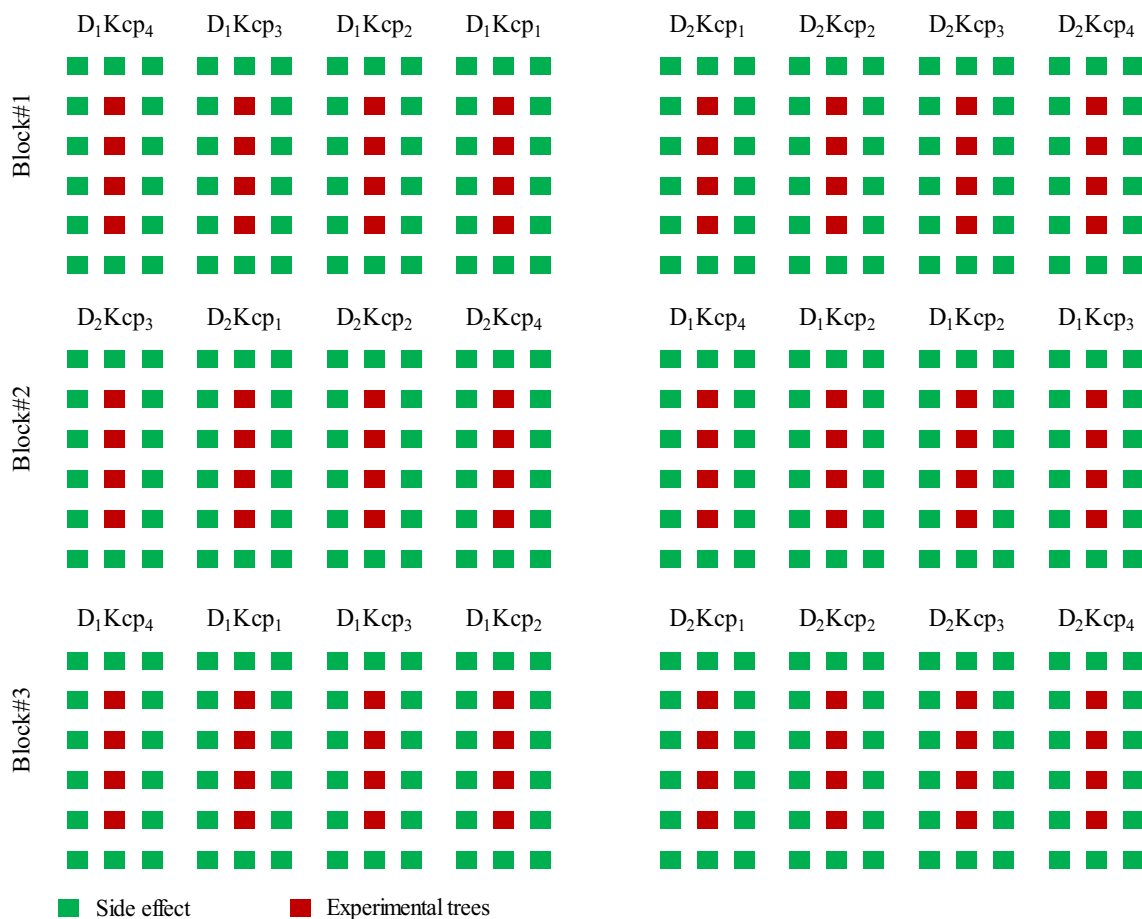 D₁Kcp₄ D₁Kcp₃ D₁Kcp₂ D₁Kcp₁ D₂Kcp₁ D₂Kcp₂ D₂Kcp₃ D₂Kcp₄
Block#1
D₂Kcp₃ D₂Kcp₁ D₂Kcp₂ D₂Kcp₄ D₁Kcp₄ D₁Kcp₂ D₁Kcp₂ D₁Kcp₃
Block#2
D₁Kcp₄ D₁Kcp₁ D₁Kcp₃ D₁Kcp₂ D₂Kcp₁ D₂Kcp₂ D₂Kcp₃ D₂Kcp₄
Block#3
Side effect Experimental trees